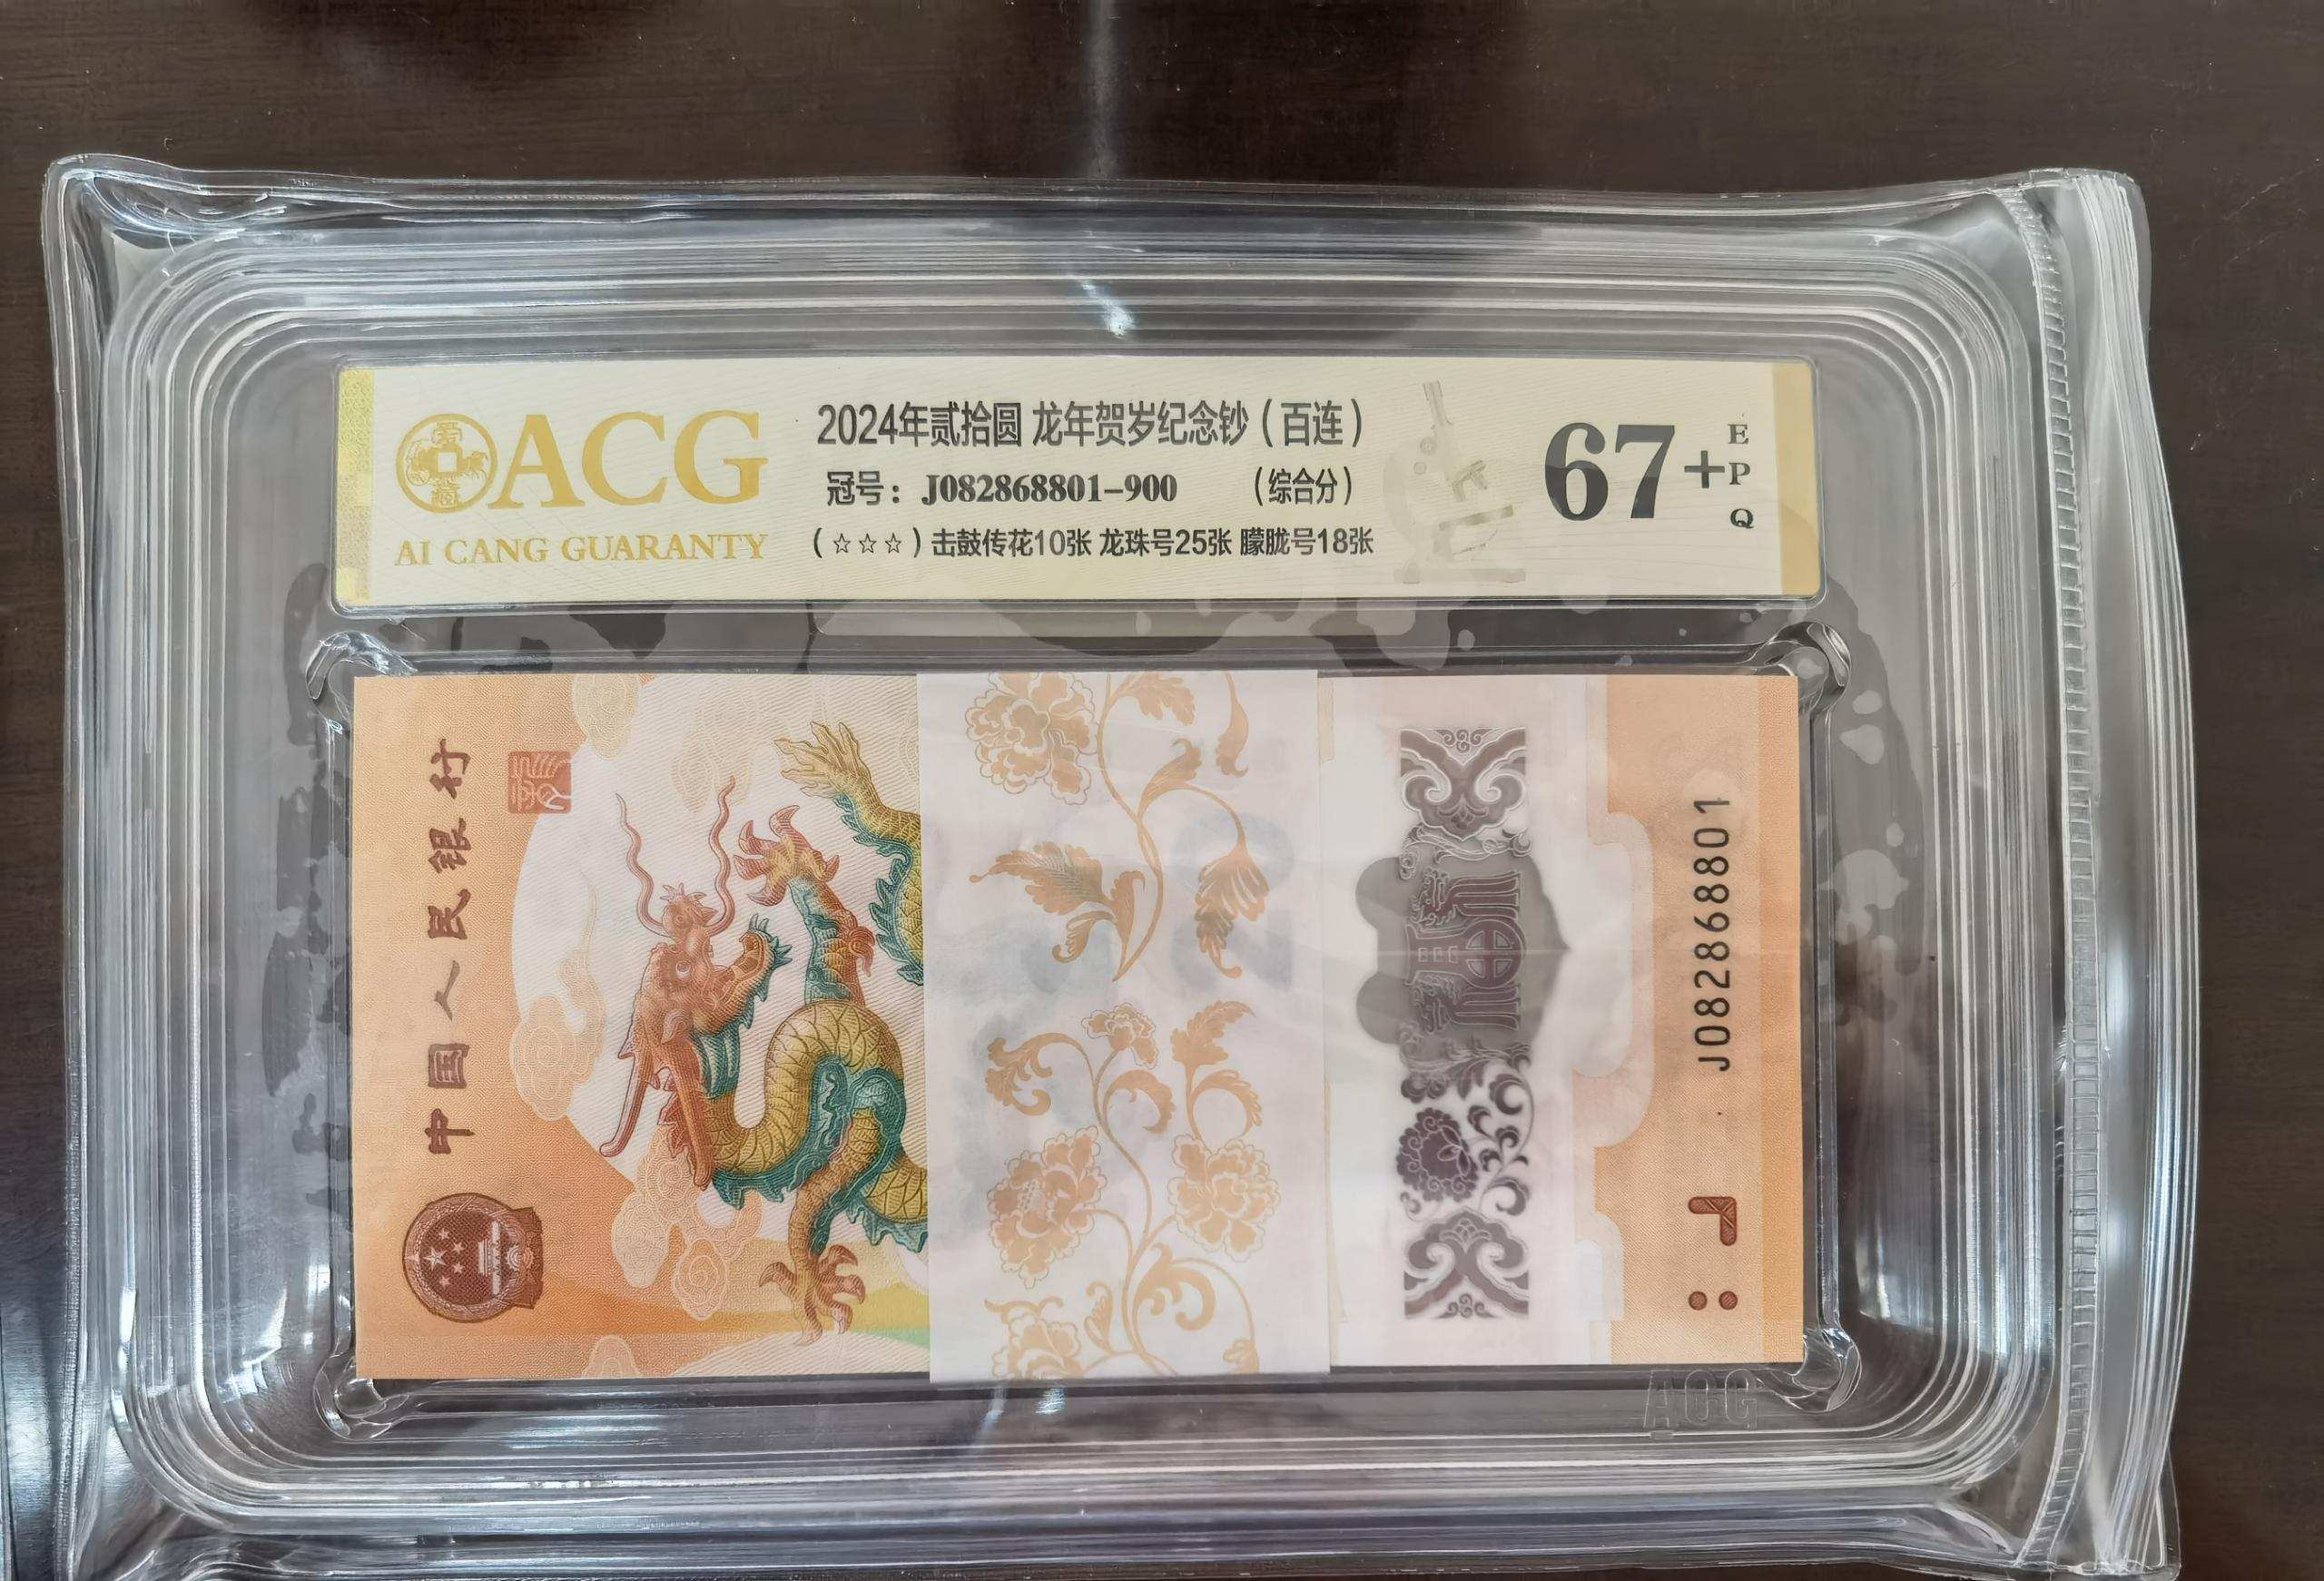 ACG
AI CANG GUARANTY
2024年贰拾圆 龙年贺岁纪念钞（百连）
冠号：J082868801-900 （综合分）
（☆☆☆）击鼓传花10张 龙珠号25张 朦胧号18张
67+
EPQ
中国人民银行
J082868801
ACG